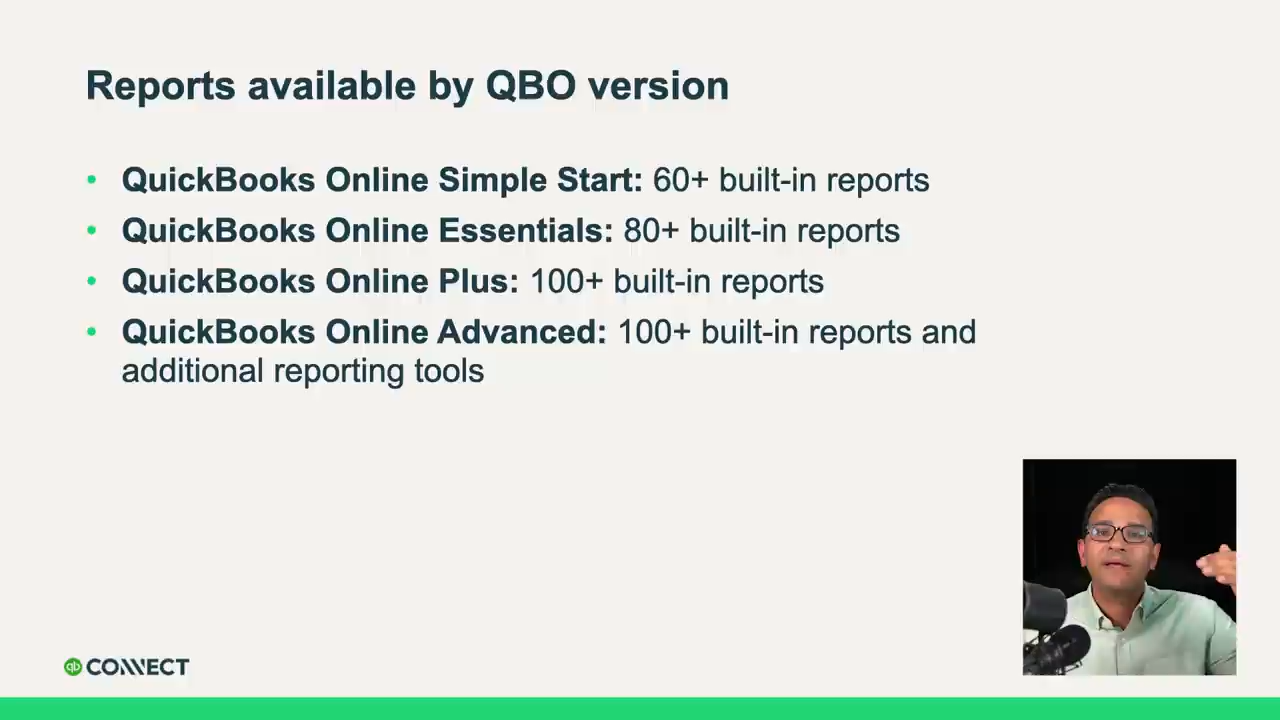 Reports available by QBO version
• QuickBooks Online Simple Start: 60+ built-in reports
• QuickBooks Online Essentials: 80+ built-in reports
• QuickBooks Online Plus: 100+ built-in reports
• QuickBooks Online Advanced: 100+ built-in reports and
additional reporting tools
qb CONNECT